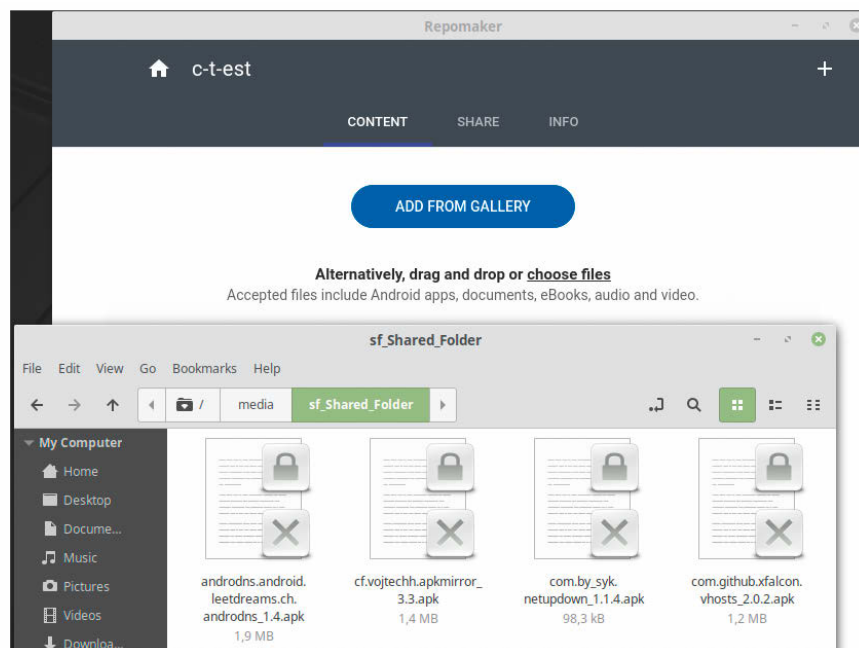 Repomaker
c-t-est
CONTENT SHARE INFO
ADD FROM GALLERY
Alternatively, drag and drop or choose files
Accepted files include Android apps, documents, eBooks, audio and video.
sf_Shared_Folder
File Edit View Go Bookmarks Help
/ media sf_Shared_Folder
My Computer
Home
Desktop
Docume...
Music
Pictures
Videos
Downloa...
androdns.android.
leetdreams.ch.
androdns_1.4.apk
1,9 MB
cf.vojtechh.apkmirror_
3.3.apk
1,4 MB
com.by_syk.
netupdown_1.1.4.apk
98,3 kB
com.github.xfalcon.
vhosts_2.0.2.apk
1,2 MB